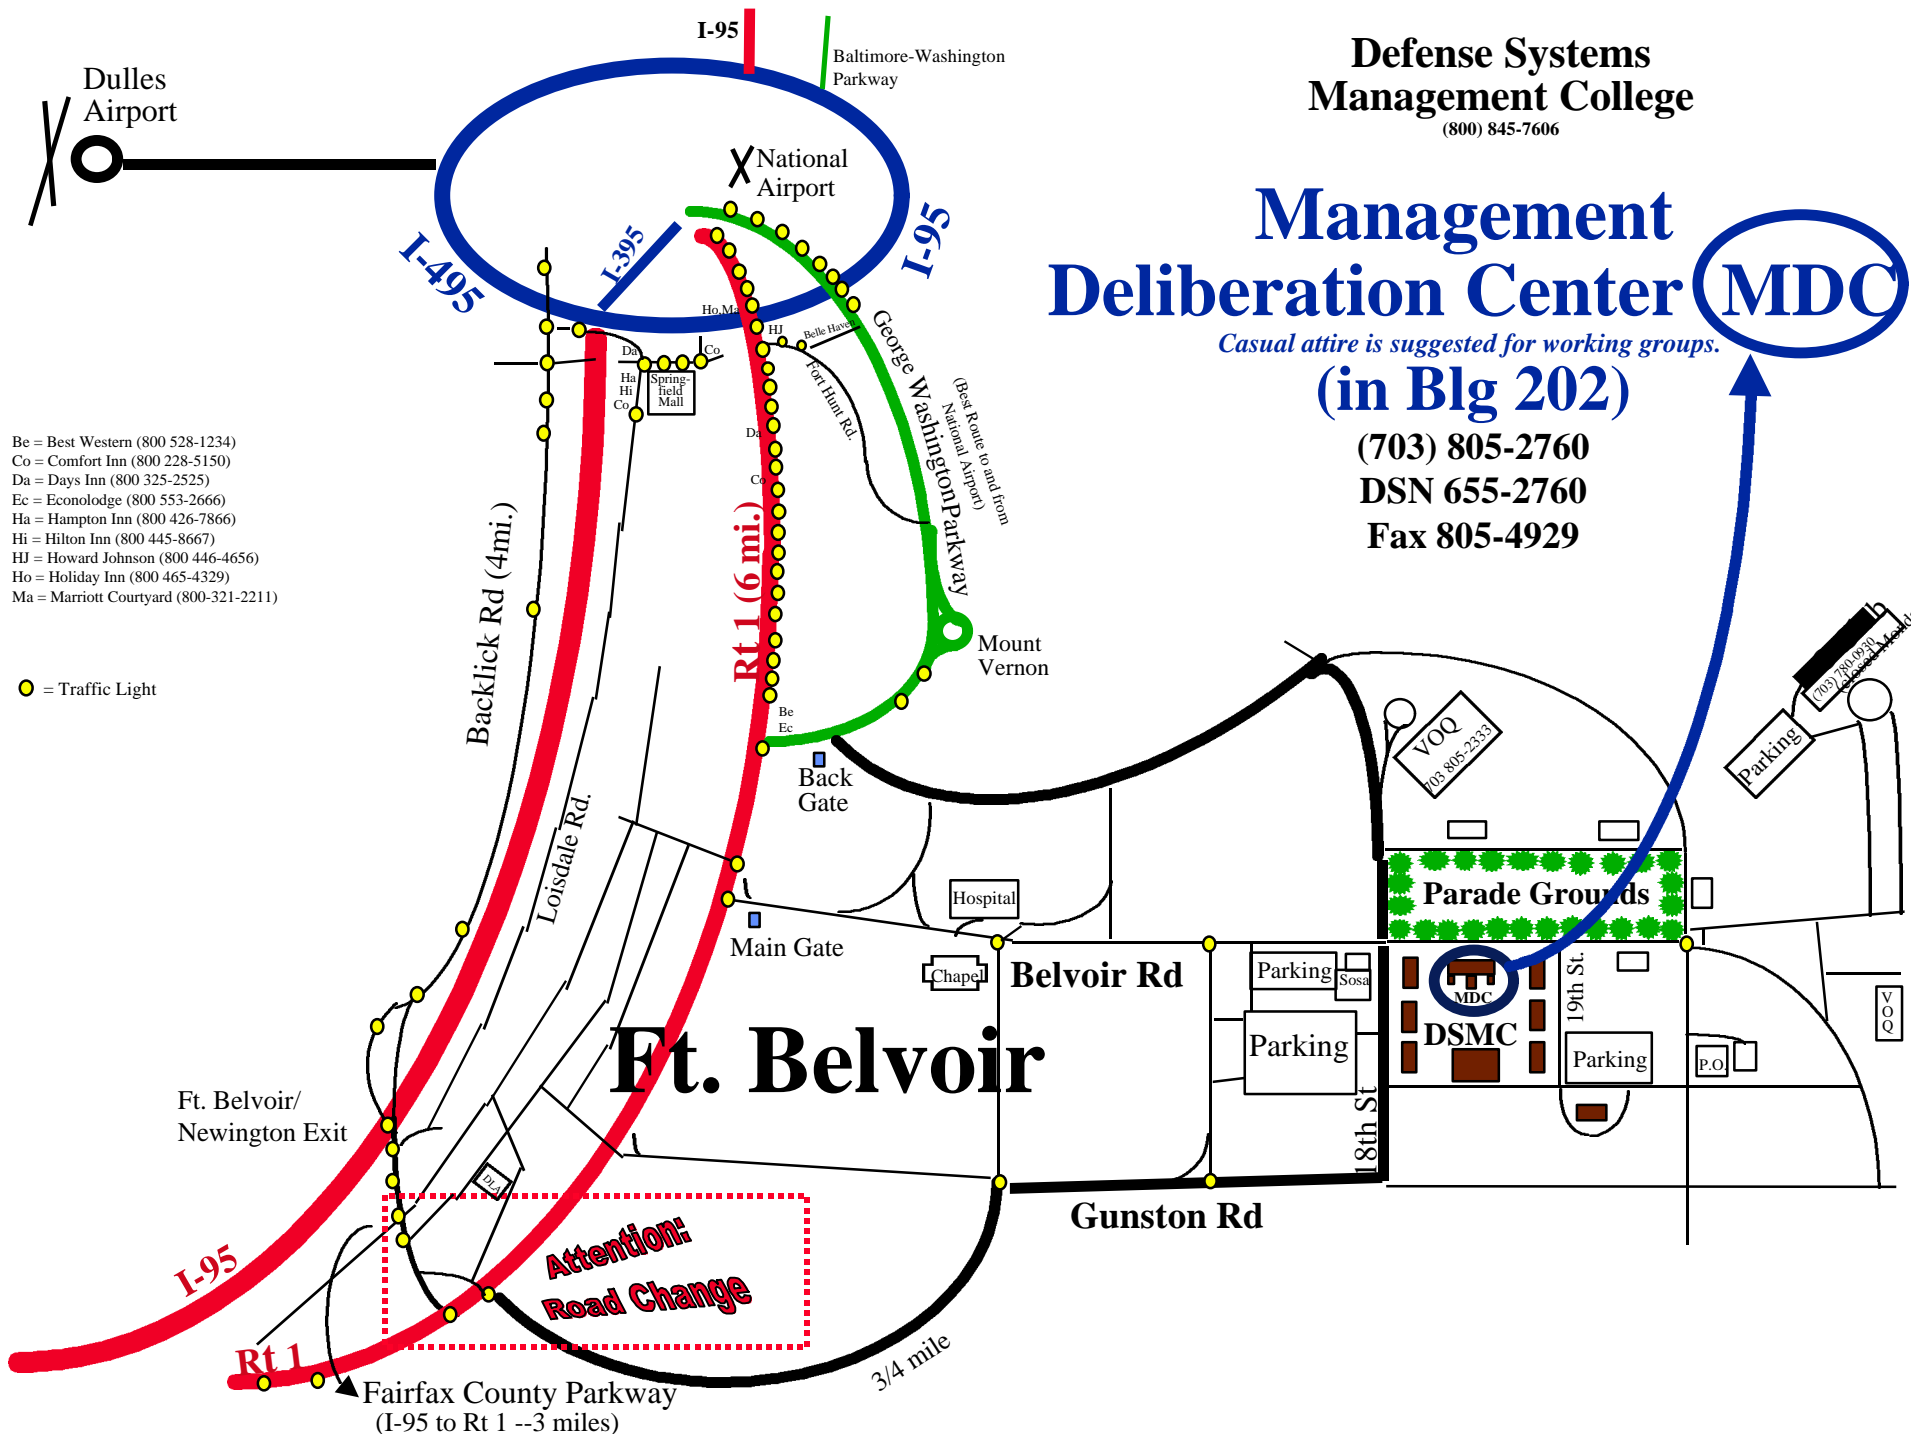 I-95
Baltimore-Washington
Parkway
Dulles
Airport
National
Airport
I-495
I-395
I-95
Defense Systems
Management College
(800) 845-7606
Management
Deliberation Center
MDC
Casual attire is suggested for working groups.
(in Blg 202)
(703) 805-2760
DSN 655-2760
Fax 805-4929
Ho,Ma
HJ
Belle Haven
Da
Co
Ha
Hi
Co
Spring-
field
Mall
Fort Hunt Rd.
George Washington Parkway
(Best Route to and from
National Airport)
Da
Co
Be = Best Western (800 528-1234)
Co = Comfort Inn (800 228-5150)
Da = Days Inn (800 325-2525)
Ec = Econolodge (800 553-2666)
Ha = Hampton Inn (800 426-7866)
Hi = Hilton Inn (800 445-8667)
HJ = Howard Johnson (800 446-4656)
Ho = Holiday Inn (800 465-4329)
Ma = Marriott Courtyard (800-321-2211)
= Traffic Light
Backlick Rd (4mi.)
Rt 1 (6 mi.)
Mount
Vernon
Be
Ec
Back
Gate
Loisdale Rd.
VOQ
703 805-2333
(703) 780-0930
Parking
Hospital
Parade Grounds
Main Gate
Chapel
Belvoir Rd
Parking
Sosa
MDC
19th St.
V
O
Q
Ft. Belvoir
Parking
DSMC
Parking
P.O.
18th St
Ft. Belvoir/
Newington Exit
DLA
Gunston Rd
Attention:
Road Change
I-95
Rt 1
3/4 mile
Fairfax County Parkway
(I-95 to Rt 1 --3 miles)